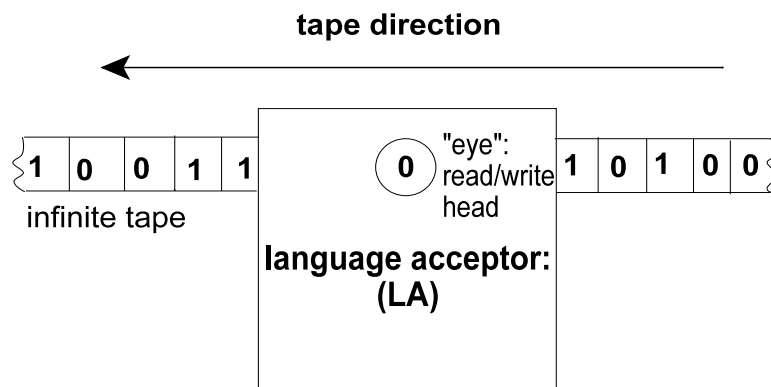 tape direction
1 0 0 1 1 0 "eye": 1 0 1 0 0
read/write
head
infinite tape
language acceptor:
(LA)